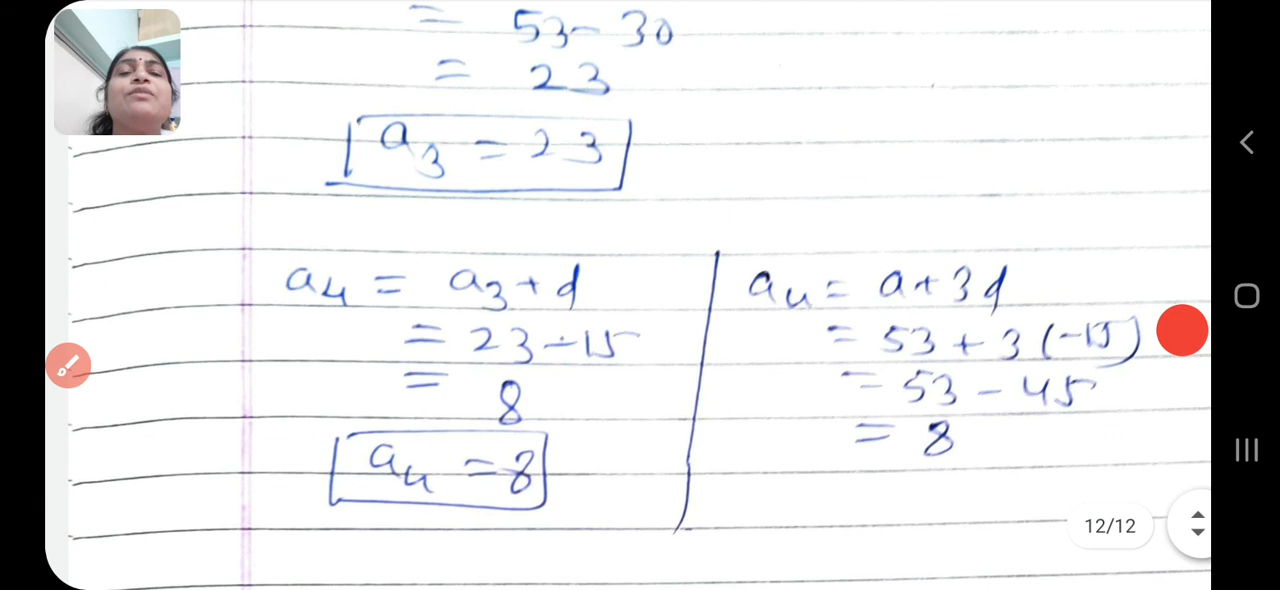 = 53 - 30
= 23
a3 = 23
a4 = a3 + d
= 23 - 15
= 8
a4 = 8
a4 = a + 3d
= 53 + 3(-15)
= 53 - 45
= 8
12/12